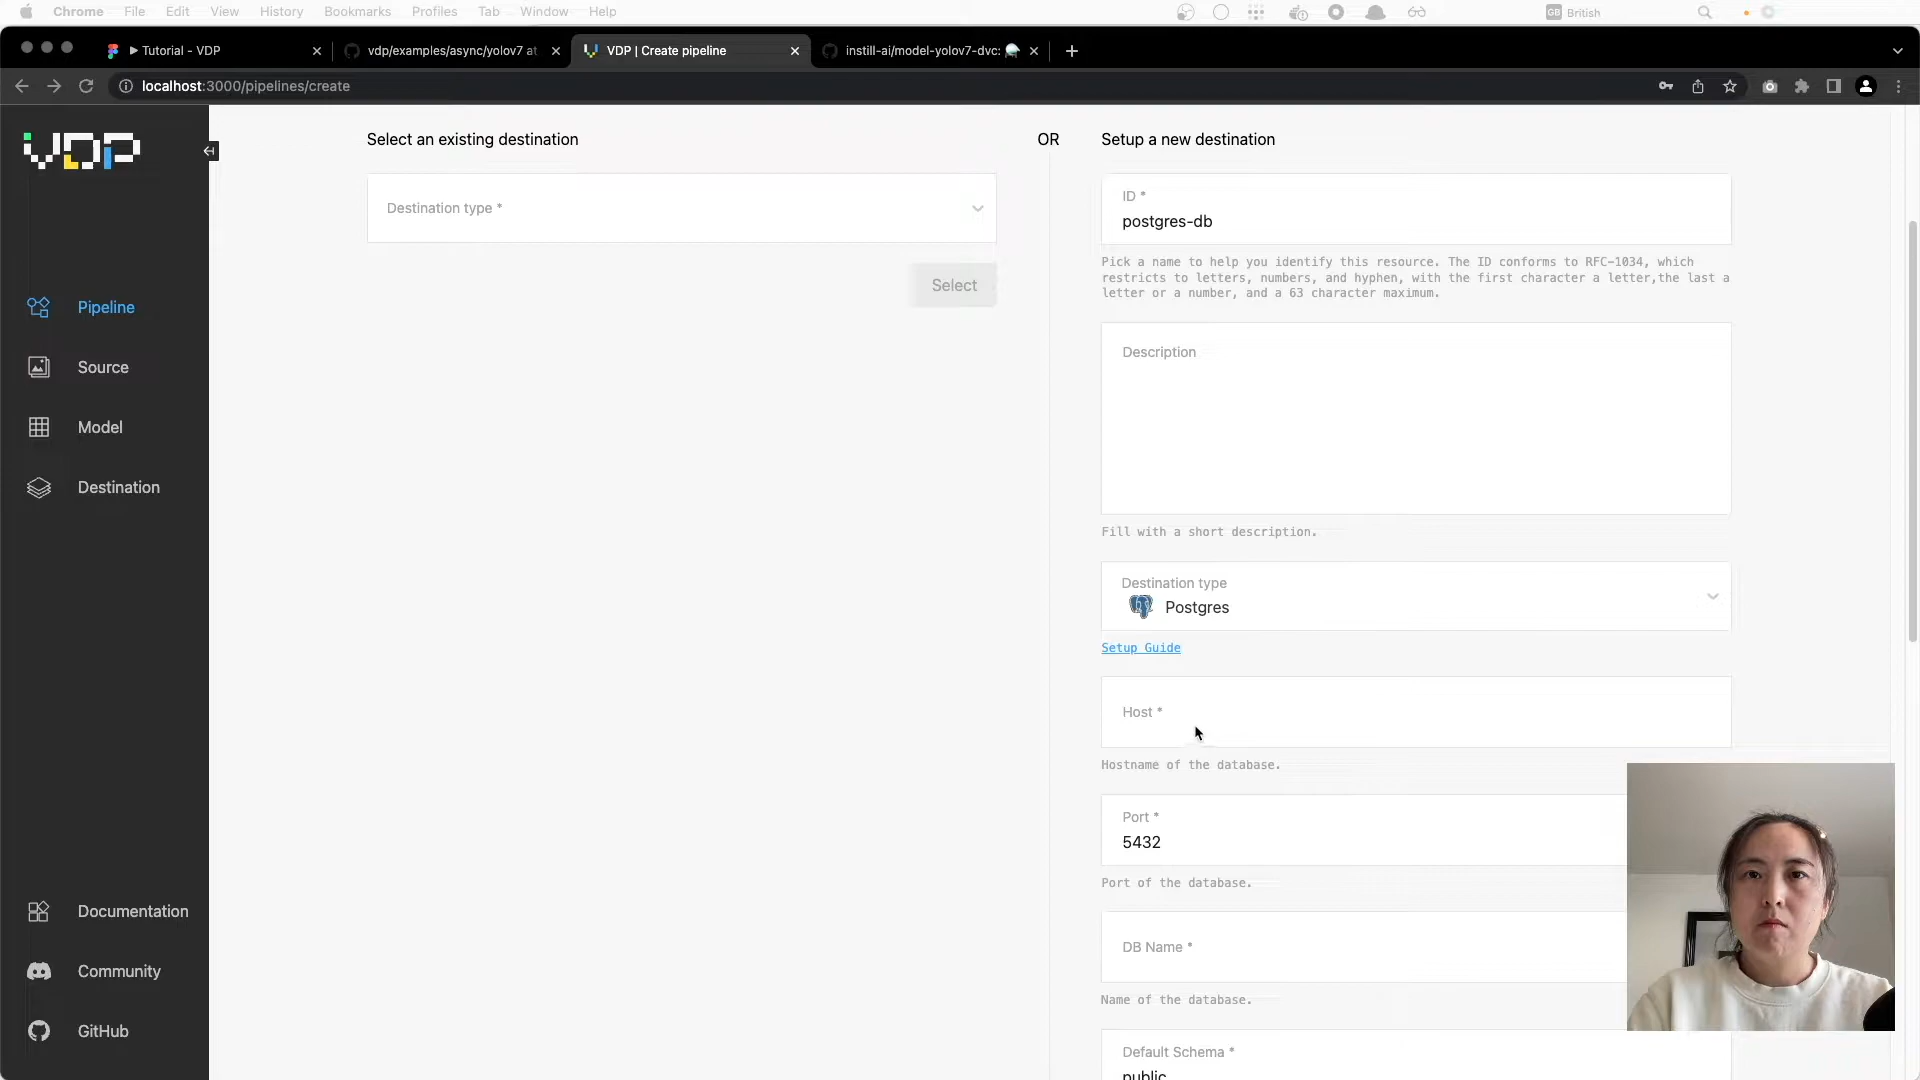 Chrome File Edit View History Bookmarks Profiles Tab Window Help GB British
Tutorial - VDP
vdp/examples/async/yolov7 at
VDP | Create pipeline
instill-ai/model-yolov7-dvc:
localhost:3000/pipelines/create
VDP
Pipeline
Source
Model
Destination
Documentation
Community
GitHub
Select an existing destination
Destination type *
Select
OR
Setup a new destination
ID *
postgres-db
Pick a name to help you identify this resource. The ID conforms to RFC-1034, which
restricts to letters, numbers, and hyphen, with the first character a letter,the last a
letter or a number, and a 63 character maximum.
Description
Fill with a short description.
Destination type
Postgres
Setup Guide
Host *
Hostname of the database.
Port *
5432
Port of the database.
DB Name *
Name of the database.
Default Schema *
public